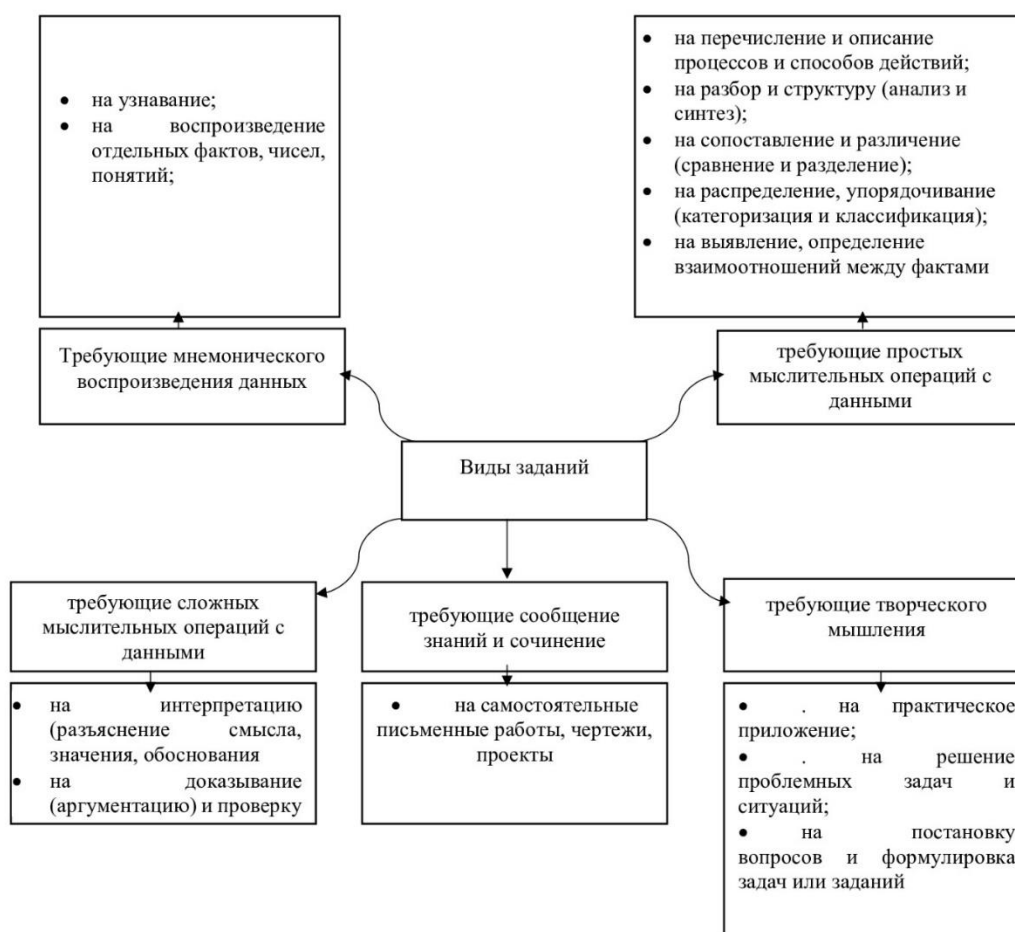 • на узнавание;
• на воспроизведение
отдельных фактов, чисел,
понятий;
• на перечисление и описание
процессов и способов действий;
• на разбор и структуру (анализ и
синтез);
• на сопоставление и различение
(сравнение и разделение);
• на распределение, упорядочивание
(категоризация и классификация);
• на выявление, определение
взаимоотношений между фактами
Требующие мнемонического
воспроизведения данных
требующие простых
мыслительных операций с
данными
Виды заданий
требующие сложных
мыслительных операций с
данными
требующие сообщение
знаний и сочинение
требующие творческого
мышления
• на интерпретацию
(разъяснение смысла,
значения, обоснования
• на доказывание
(аргументацию) и проверку
• на самостоятельные
письменные работы, чертежи,
проекты
• . на практическое
приложение;
• . на решение
проблемных задач и
ситуаций;
• на постановку
вопросов и формулировка
задач или заданий